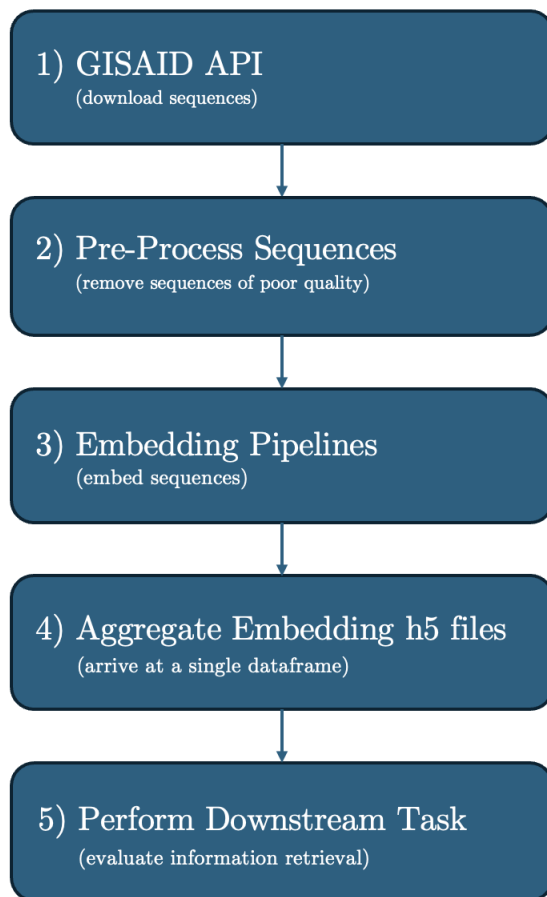 1) GISAID API
(download sequences)
2) Pre-Process Sequences
(remove sequences of poor quality)
3) Embedding Pipelines
(embed sequences)
4) Aggregate Embedding h5 files
(arrive at a single dataframe)
5) Perform Downstream Task
(evaluate information retrieval)